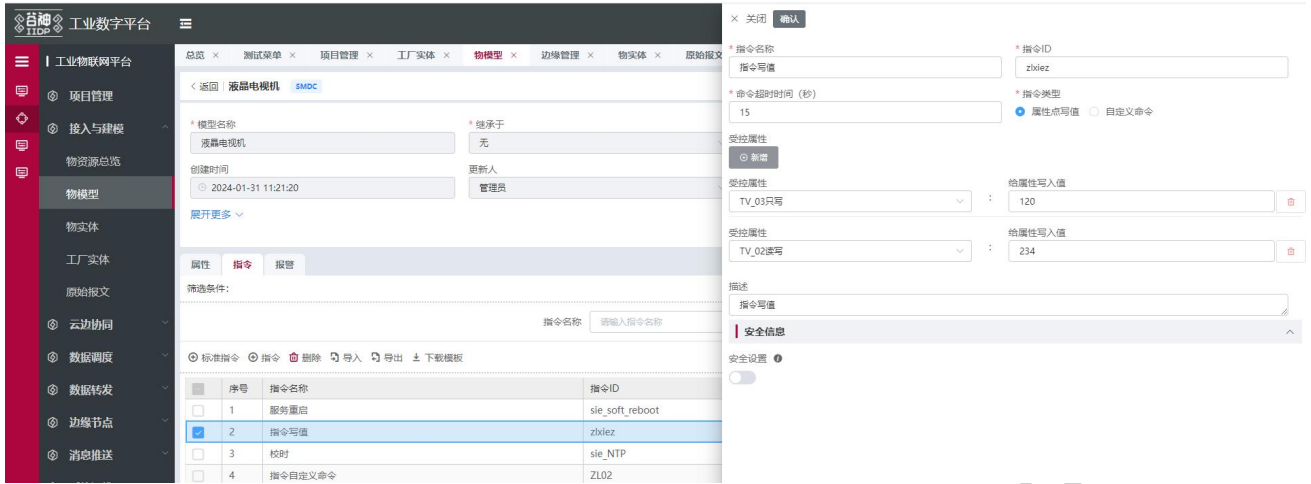 谷神 IIDP 工业数字平台
× 关闭 确认
总览 × 测试菜单 × 项目管理 × 工厂实体 × 物模型 × 边缘管理 × 物实体 × 原始报文
工业物联网平台
项目管理
接入与建模
物资源总览
物模型
物实体
工厂实体
原始报文
云边协同
数据调度
数据转发
边缘节点
消息推送
< 返回 液晶电视机 SMDC
* 模型名称 * 继承于
液晶电视机 无
创建时间 更新人
2024-01-31 11:21:20 管理员
展开更多
属性 指令 报警
筛选条件:
指令名称 请输入指令名称
标准指令 指令 删除 导入 导出 下载模板
序号 指令名称 指令ID
1 服务重启 sie_soft_reboot
2 指令写值 zlxiez
3 校时 sie_NTP
4 指令自定义命令 ZL02
* 指令名称 * 指令ID
指令写值 zlxiez
* 命令超时时间（秒） * 指令类型
15 属性点写值 自定义命令
受控属性
新增
受控属性 给属性写入值
TV_03只写 : 120
受控属性 给属性写入值
TV_02读写 : 234
描述
指令写值
安全信息
安全设置